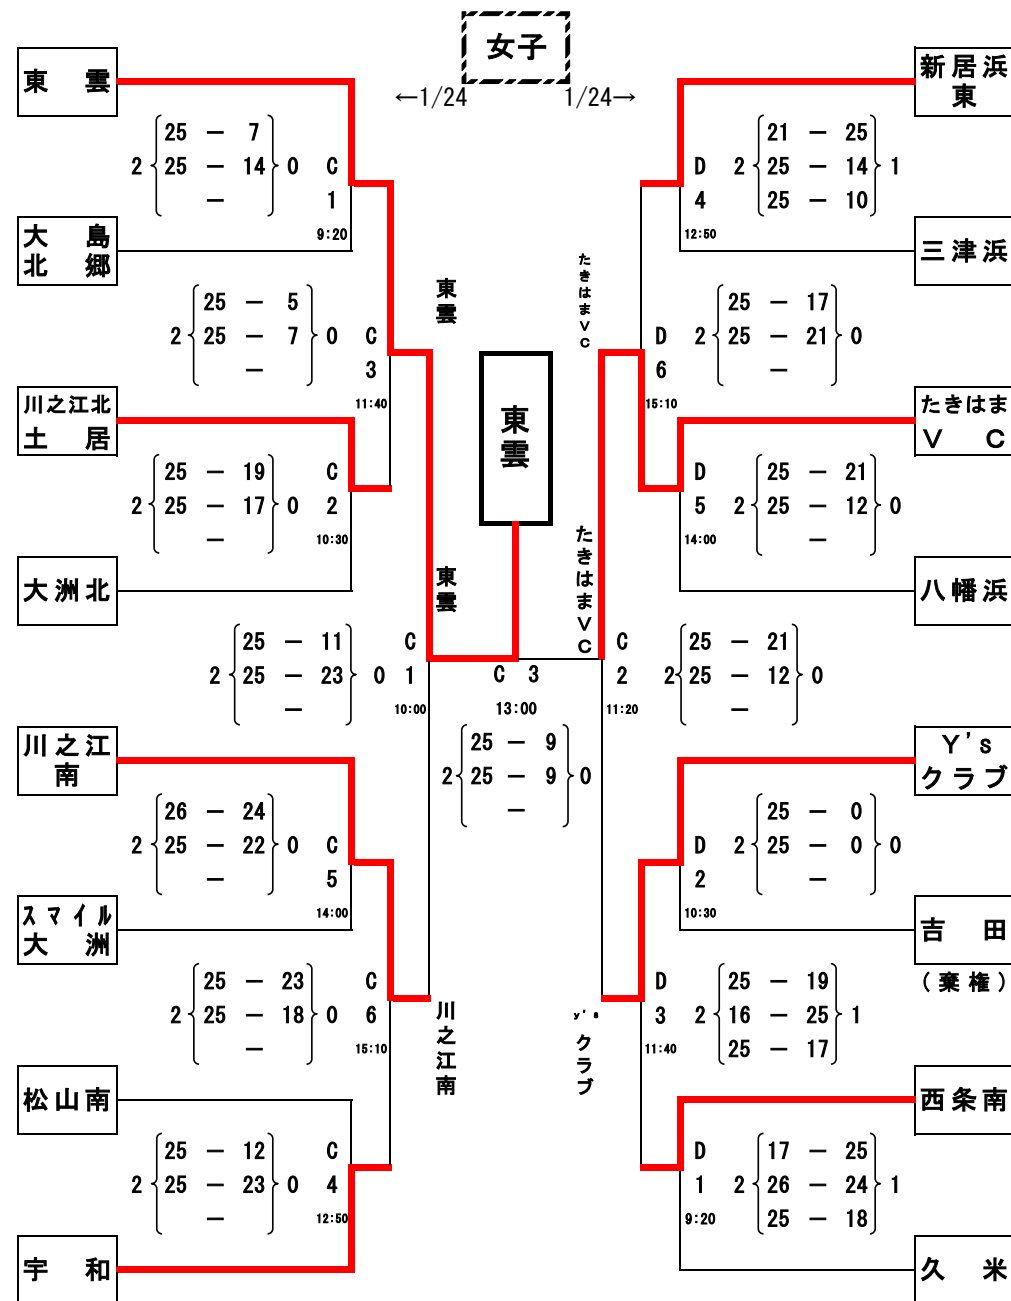 女子
←1/24 1/24→
東 雲
25 － 7
2 25 － 14 0 C
－ 1
9:20
大 島
北 郷
25 － 5
2 25 － 7 0 C
－ 3
11:40
川之江北
土 居
25 － 19 C
2 25 － 17 0 2
－ 10:30
大洲北
東雲
東雲
25 － 11 C
2 25 － 23 0 1
－ 10:00
川之江
南
26 － 24
2 25 － 22 0 C
－ 5
14:00
スマイル
大 洲
25 － 23 C
2 25 － 18 0 6
－ 15:10
川之江南
松山南
25 － 12 C
2 25 － 23 0 4
－ 12:50
宇 和
東雲
C 3
13:00
25 － 9
2 25 － 9 0
－
新居浜
東
21 － 25
D 2 25 － 14 1
4 25 － 10
12:50
三津浜
たきはまVC
25 － 17
D 2 25 － 21 0
6 －
15:10
たきはま
V C
D 25 － 21
5 2 25 － 12 0
14:00 －
八幡浜
たきはまVC
C 25 － 21
2 2 25 － 12 0
11:20 －
Y's
クラブ
25 － 0
D 2 25 － 0 0
2 －
10:30
吉 田
(棄権)
D 25 － 19
3 2 16 － 25 1
11:40 25 － 17
y's
クラブ
西条南
D 17 － 25
1 2 26 － 24 1
9:20 25 － 18
久 米